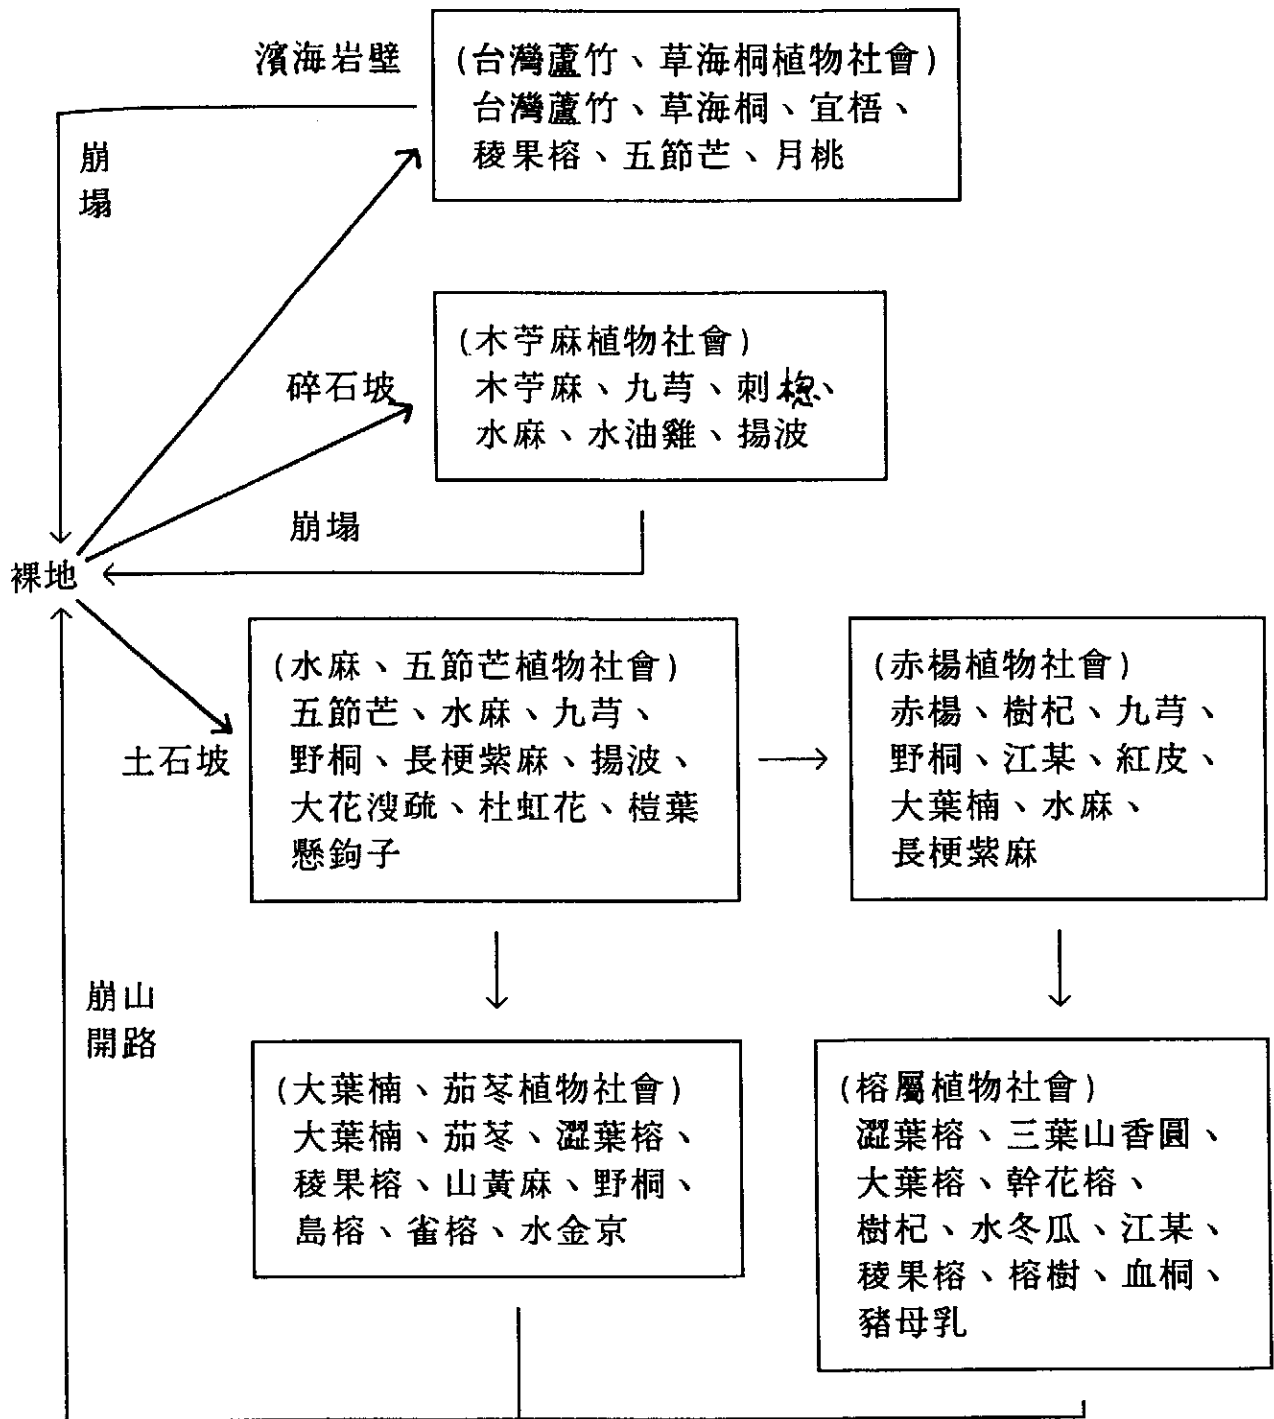 濱海岩壁
(台灣蘆竹、草海桐植物社會)
台灣蘆竹、草海桐、宜梧、
稜果榕、五節芒、月桃
崩
塌
(木苧麻植物社會)
碎石坡
木苧麻、九芎、刺楤、
水麻、水油雞、揚波
崩塌
裸地
(水麻、五節芒植物社會)
五節芒、水麻、九芎、
土石坡
野桐、長梗紫麻、揚波、
大花溲疏、杜虹花、榿葉
懸鉤子
(赤楊植物社會)
赤楊、樹杞、九芎、
野桐、江某、紅皮、
大葉楠、水麻、
長梗紫麻
崩山
開路
(大葉楠、茄苳植物社會)
大葉楠、茄苳、澀葉榕、
稜果榕、山黃麻、野桐、
島榕、雀榕、水金京
(榕屬植物社會)
澀葉榕、三葉山香圓、
大葉榕、幹花榕、
樹杞、水冬瓜、江某、
稜果榕、榕樹、血桐、
豬母乳